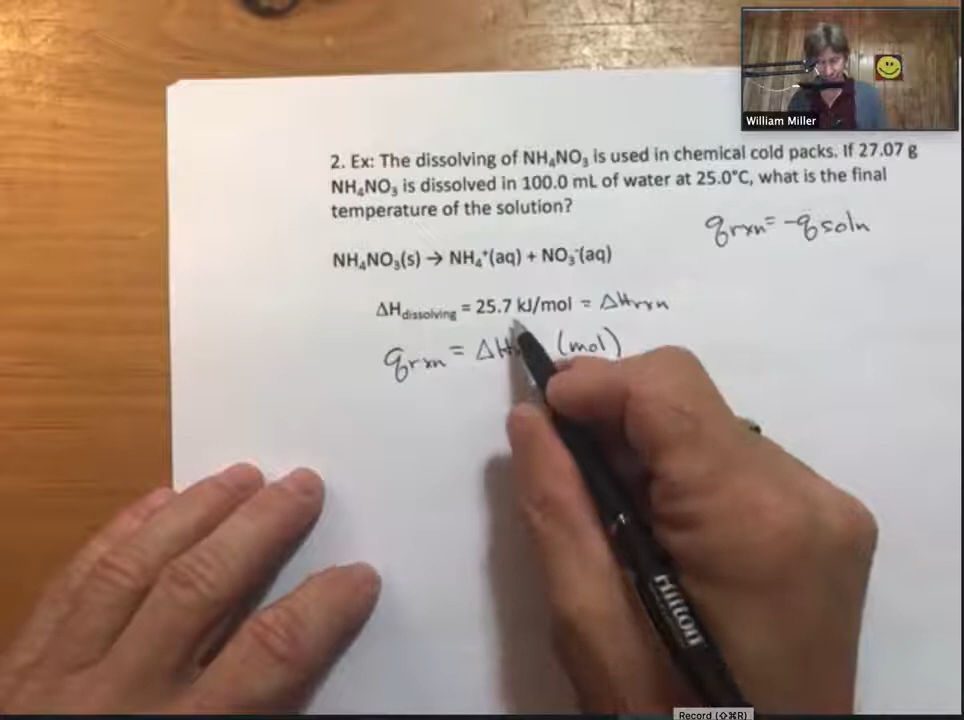 William Miller
2. Ex: The dissolving of NH₄NO₃ is used in chemical cold packs. If 27.07 g
NH₄NO₃ is dissolved in 100.0 mL of water at 25.0°C, what is the final
temperature of the solution?
qrxn = -qsoln
NH₄NO₃(s) → NH₄⁺(aq) + NO₃⁻(aq)
ΔHdissolving = 25.7 kJ/mol = ΔHrxn
qrxn = ΔH (mol)
Hilton
Record (⇧⌘R)